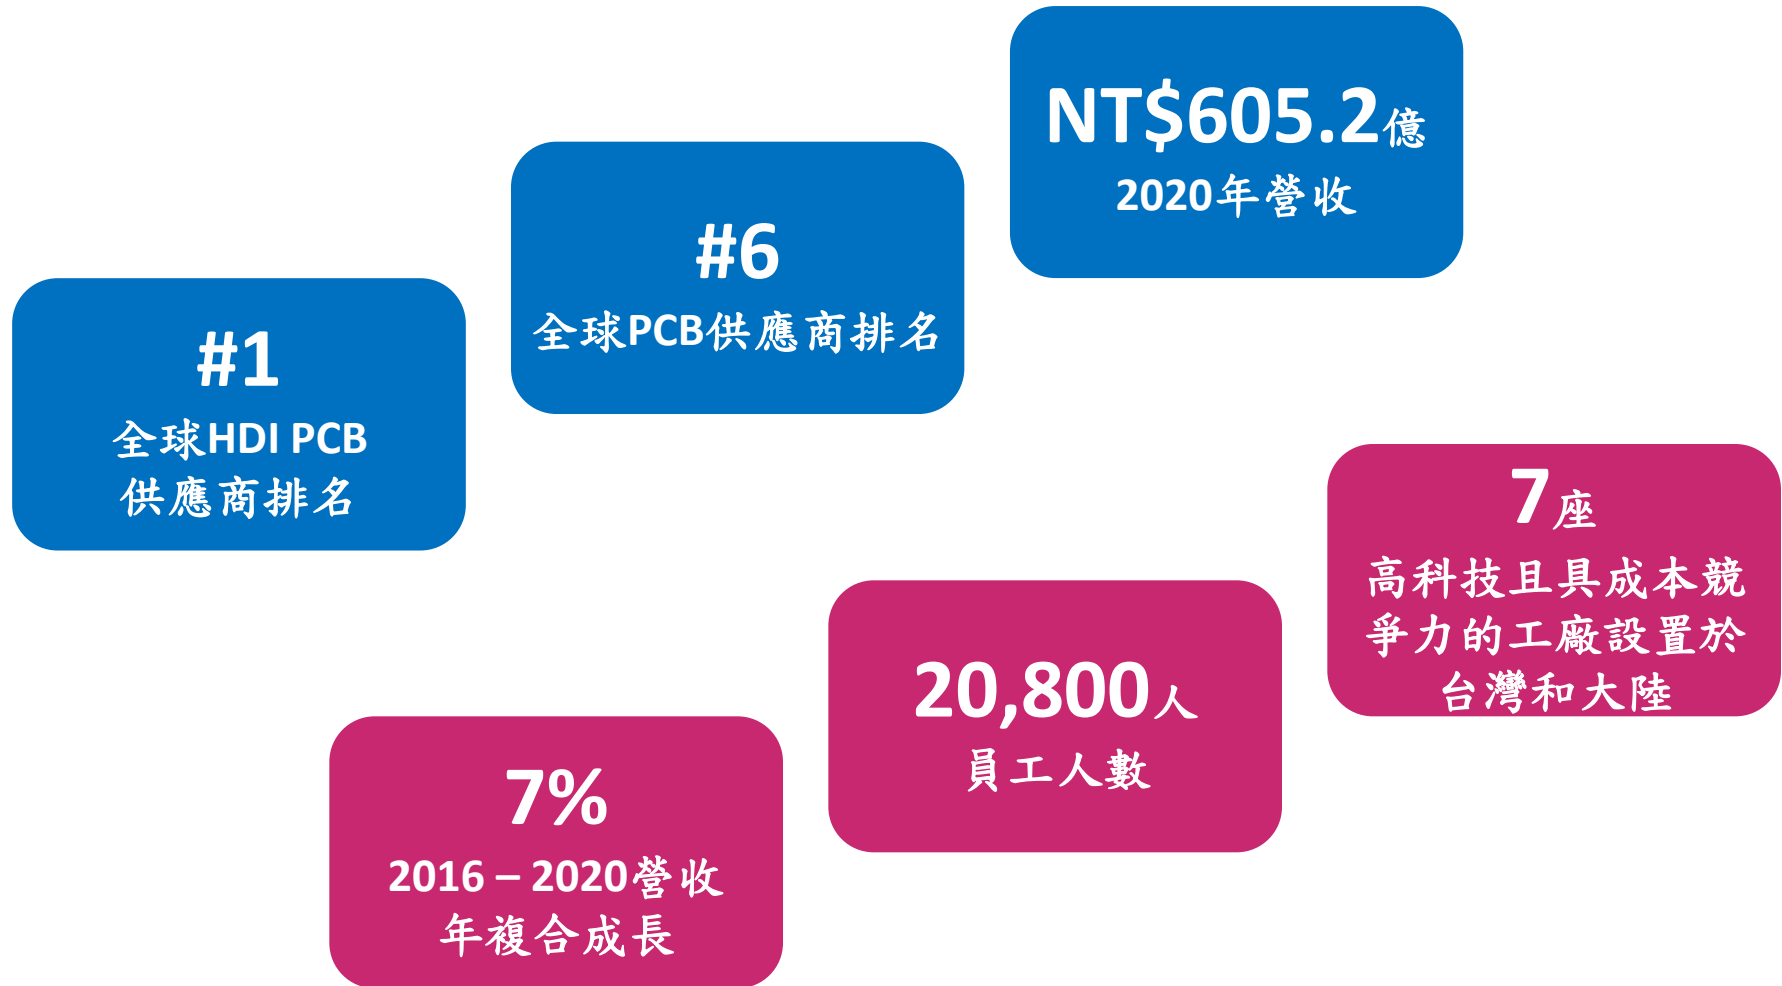 #1
全球HDI PCB
供應商排名
#6
全球PCB供應商排名
NT$605.2億
2020年營收
7%
2016 – 2020營收
年複合成長
20,800人
員工人數
7座
高科技且具成本競
爭力的工廠設置於
台灣和大陸